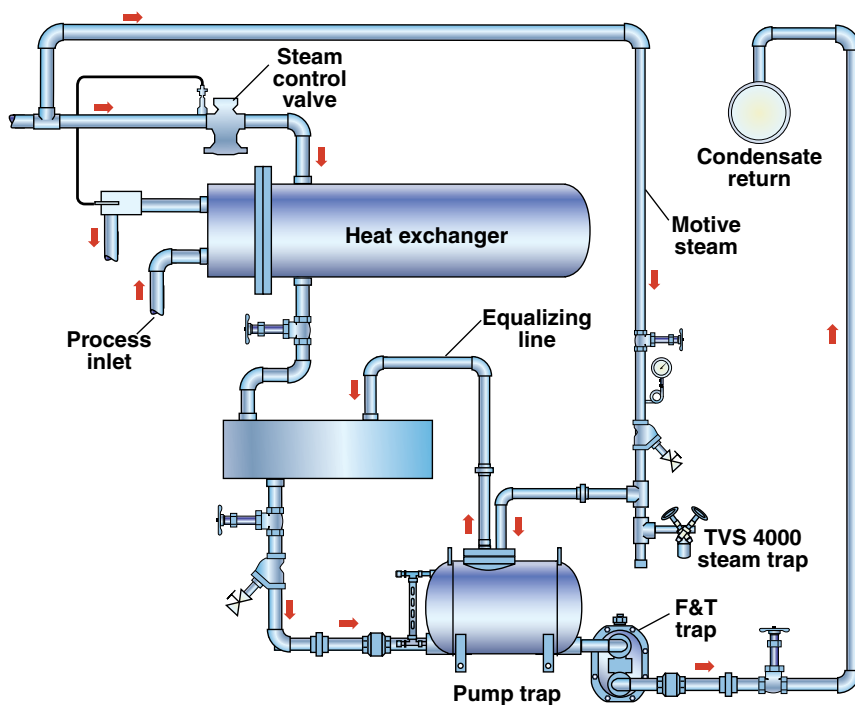 Steam
control
valve
Condensate
return
Motive
steam
Heat exchanger
Process
inlet
Equalizing
line
TVS 4000
steam trap
F&T
trap
Pump trap